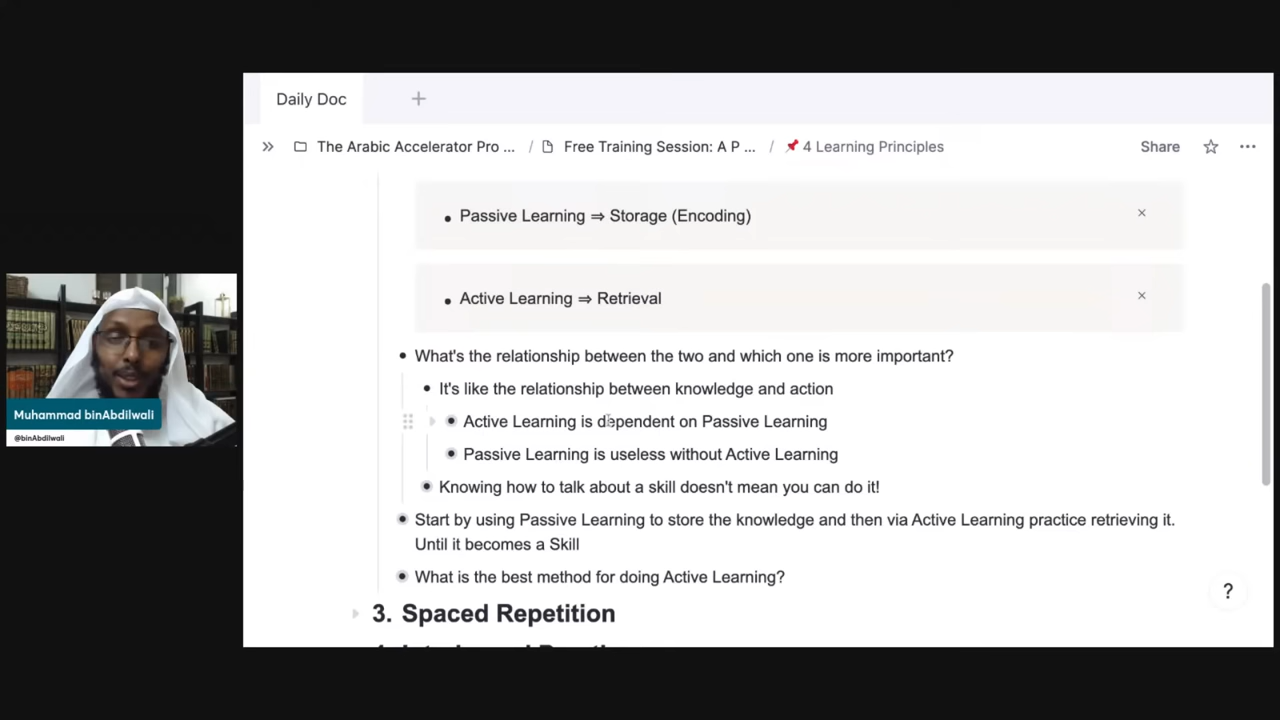 Daily Doc
The Arabic Accelerator Pro ... / Free Training Session: A P ... / 4 Learning Principles
Share
• Passive Learning ⇒ Storage (Encoding)
• Active Learning ⇒ Retrieval
• What's the relationship between the two and which one is more important?
• It's like the relationship between knowledge and action
• Active Learning is dependent on Passive Learning
• Passive Learning is useless without Active Learning
• Knowing how to talk about a skill doesn't mean you can do it!
• Start by using Passive Learning to store the knowledge and then via Active Learning practice retrieving it.
Until it becomes a Skill
• What is the best method for doing Active Learning?
3. Spaced Repetition
?
Muhammad binAbdilwali
@binAbdilwali